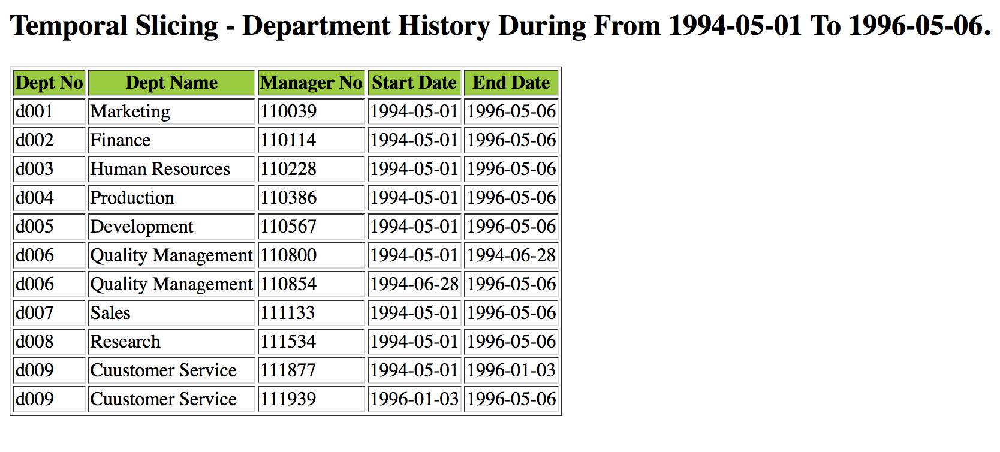 Temporal Slicing - Department History During From 1994-05-01 To 1996-05-06.
Dept No Dept Name Manager No Start Date End Date
d001 Marketing 110039 1994-05-01 1996-05-06
d002 Finance 110114 1994-05-01 1996-05-06
d003 Human Resources 110228 1994-05-01 1996-05-06
d004 Production 110386 1994-05-01 1996-05-06
d005 Development 110567 1994-05-01 1996-05-06
d006 Quality Management 110800 1994-05-01 1994-06-28
d006 Quality Management 110854 1994-06-28 1996-05-06
d007 Sales 111133 1994-05-01 1996-05-06
d008 Research 111534 1994-05-01 1996-05-06
d009 Cuustomer Service 111877 1994-05-01 1996-01-03
d009 Cuustomer Service 111939 1996-01-03 1996-05-06